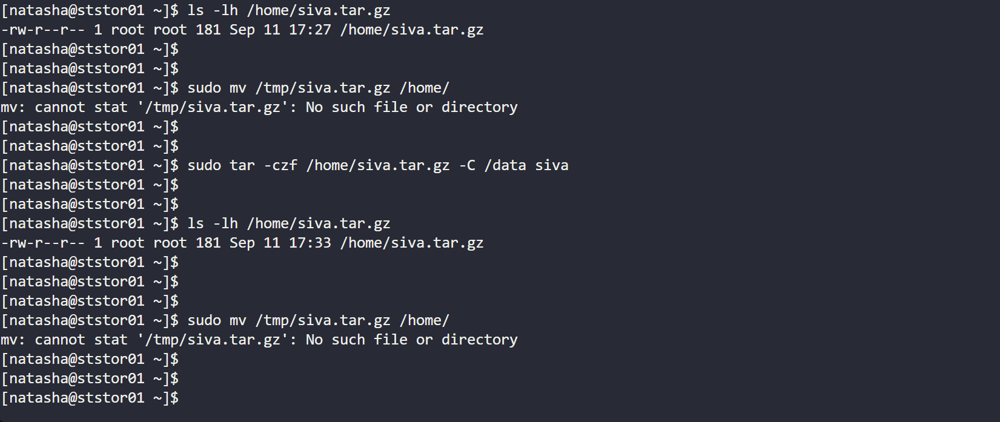 [natasha@ststor01 ~]$ ls -lh /home/siva.tar.gz
-rw-r--r-- 1 root root 181 Sep 11 17:27 /home/siva.tar.gz
[natasha@ststor01 ~]$
[natasha@ststor01 ~]$
[natasha@ststor01 ~]$ sudo mv /tmp/siva.tar.gz /home/
mv: cannot stat '/tmp/siva.tar.gz': No such file or directory
[natasha@ststor01 ~]$
[natasha@ststor01 ~]$
[natasha@ststor01 ~]$ sudo tar -czf /home/siva.tar.gz -C /data siva
[natasha@ststor01 ~]$
[natasha@ststor01 ~]$
[natasha@ststor01 ~]$ ls -lh /home/siva.tar.gz
-rw-r--r-- 1 root root 181 Sep 11 17:33 /home/siva.tar.gz
[natasha@ststor01 ~]$
[natasha@ststor01 ~]$
[natasha@ststor01 ~]$
[natasha@ststor01 ~]$ sudo mv /tmp/siva.tar.gz /home/
mv: cannot stat '/tmp/siva.tar.gz': No such file or directory
[natasha@ststor01 ~]$
[natasha@ststor01 ~]$
[natasha@ststor01 ~]$